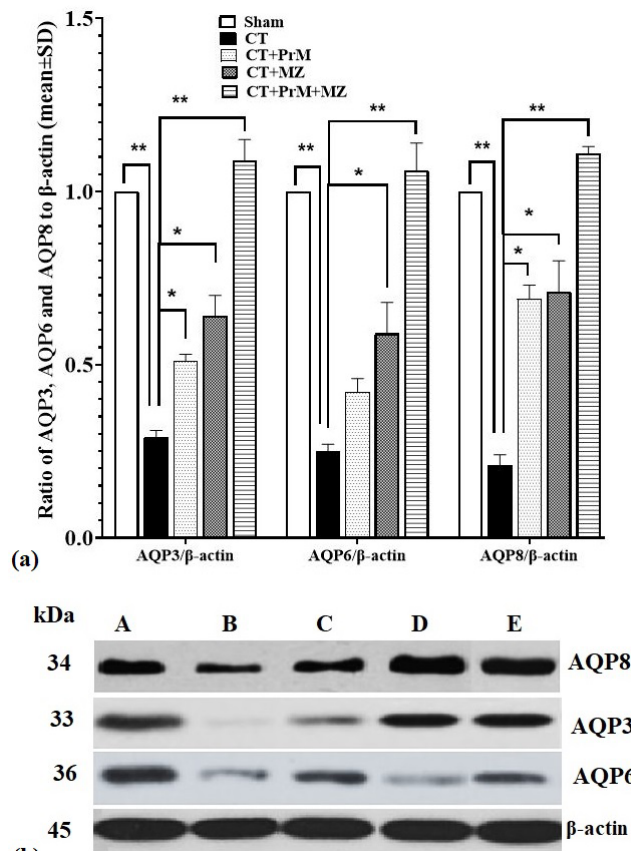 Ratio of AQP3, AQP6 and AQP8 to β-actin (mean±SD)
1.5
1.0
0.5
0.0
Sham
CT
CT+PrM
CT+MZ
CT+PrM+MZ
**
**
*
*
**
**
*
**
**
*
*
AQP3/β-actin
AQP6/β-actin
AQP8/β-actin
(a)
kDa
A B C D E
34 AQP8
33 AQP3
36 AQP6
45 β-actin